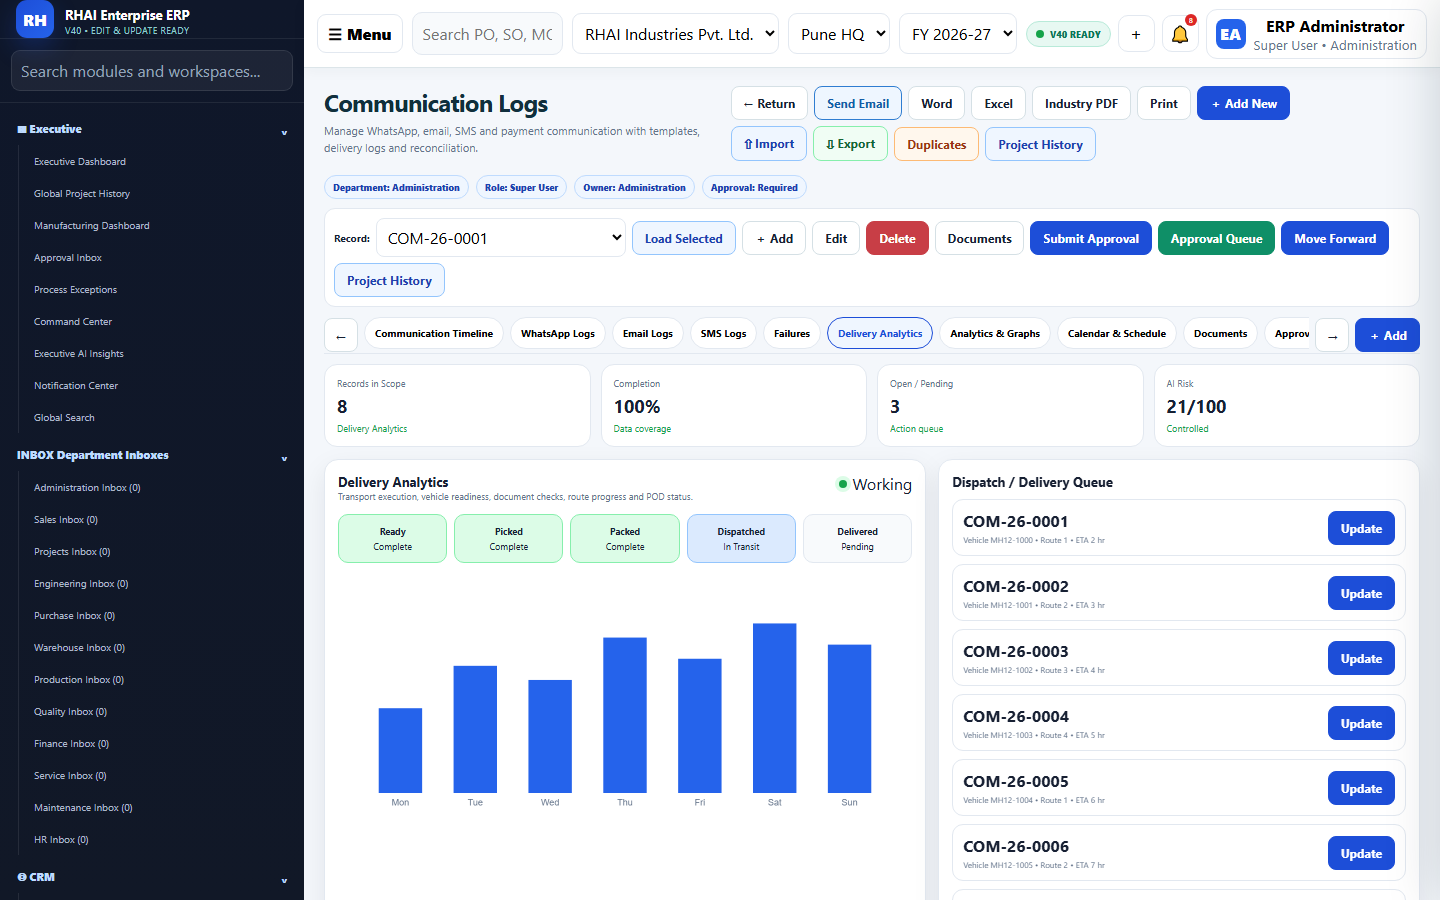 RH
RHAI Enterprise ERP
V40 • EDIT & UPDATE READY
Search modules and workspaces...
Executive
Executive Dashboard
Global Project History
Manufacturing Dashboard
Approval Inbox
Process Exceptions
Command Center
Executive AI Insights
Notification Center
Global Search
INBOX Department Inboxes
Administration Inbox (0)
Sales Inbox (0)
Projects Inbox (0)
Engineering Inbox (0)
Purchase Inbox (0)
Warehouse Inbox (0)
Production Inbox (0)
Quality Inbox (0)
Finance Inbox (0)
Service Inbox (0)
Maintenance Inbox (0)
HR Inbox (0)
CRM
☰ Menu
Search PO, SO, MC
RHAI Industries Pvt. Ltd.
Pune HQ
FY 2026-27
V40 READY
+
8
EA
ERP Administrator
Super User • Administration
Communication Logs
Manage WhatsApp, email, SMS and payment communication with templates,
delivery logs and reconciliation.
← Return
Send Email
Word
Excel
Industry PDF
Print
+ Add New
⇧ Import
⇩ Export
Duplicates
Project History
Department: Administration
Role: Super User
Owner: Administration
Approval: Required
Record:
COM-26-0001
Load Selected
+ Add
Edit
Delete
Documents
Submit Approval
Approval Queue
Move Forward
Project History
←
Communication Timeline
WhatsApp Logs
Email Logs
SMS Logs
Failures
Delivery Analytics
Analytics & Graphs
Calendar & Schedule
Documents
Approv
→
+ Add
Records in Scope
8
Delivery Analytics
Completion
100%
Data coverage
Open / Pending
3
Action queue
AI Risk
21/100
Controlled
Delivery Analytics
Transport execution, vehicle readiness, document checks, route progress and POD status.
Working
Ready
Complete
Picked
Complete
Packed
Complete
Dispatched
In Transit
Delivered
Pending
Mon
Tue
Wed
Thu
Fri
Sat
Sun
Dispatch / Delivery Queue
COM-26-0001
Vehicle MH12-1000 • Route 1 • ETA 2 hr
Update
COM-26-0002
Vehicle MH12-1001 • Route 2 • ETA 3 hr
Update
COM-26-0003
Vehicle MH12-1002 • Route 3 • ETA 4 hr
Update
COM-26-0004
Vehicle MH12-1003 • Route 4 • ETA 5 hr
Update
COM-26-0005
Vehicle MH12-1004 • Route 1 • ETA 6 hr
Update
COM-26-0006
Vehicle MH12-1005 • Route 2 • ETA 7 hr
Update